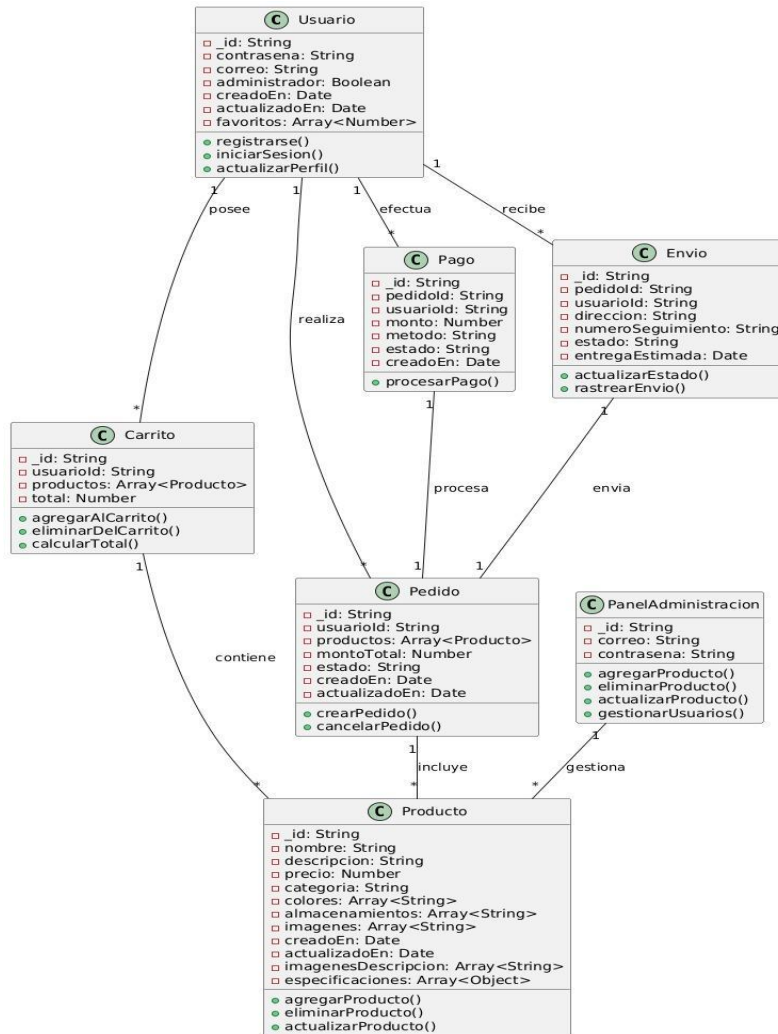 C Usuario
_id: String
contrasena: String
correo: String
administrador: Boolean
creadoEn: Date
actualizadoEn: Date
favoritos: Array<Number>
registrarse()
iniciarSesion()
actualizarPerfil()
1 1 1 1
posee efectua recibe
* *
C Pago
_id: String
pedidoId: String
usuarioId: String
monto: Number
metodo: String
estado: String
creadoEn: Date
procesarPago()
1
C Envio
_id: String
pedidoId: String
usuarioId: String
direccion: String
numeroSeguimiento: String
estado: String
entregaEstimada: Date
actualizarEstado()
rastrearEnvio()
1
realiza
*
C Carrito
_id: String
usuarioId: String
productos: Array<Producto>
total: Number
agregarAlCarrito()
eliminarDelCarrito()
calcularTotal()
1
procesa envia
* 1 1
C Pedido
_id: String
usuarioId: String
productos: Array<Producto>
montoTotal: Number
estado: String
creadoEn: Date
actualizadoEn: Date
crearPedido()
cancelarPedido()
1
C PanelAdministracion
_id: String
correo: String
contrasena: String
agregarProducto()
eliminarProducto()
actualizarProducto()
gestionarUsuarios()
1
contiene
incluye gestiona
* * *
C Producto
_id: String
nombre: String
descripcion: String
precio: Number
categoria: String
colores: Array<String>
almacenamientos: Array<String>
imagenes: Array<String>
creadoEn: Date
actualizadoEn: Date
imagenesDescripcion: Array<String>
especificaciones: Array<Object>
agregarProducto()
eliminarProducto()
actualizarProducto()